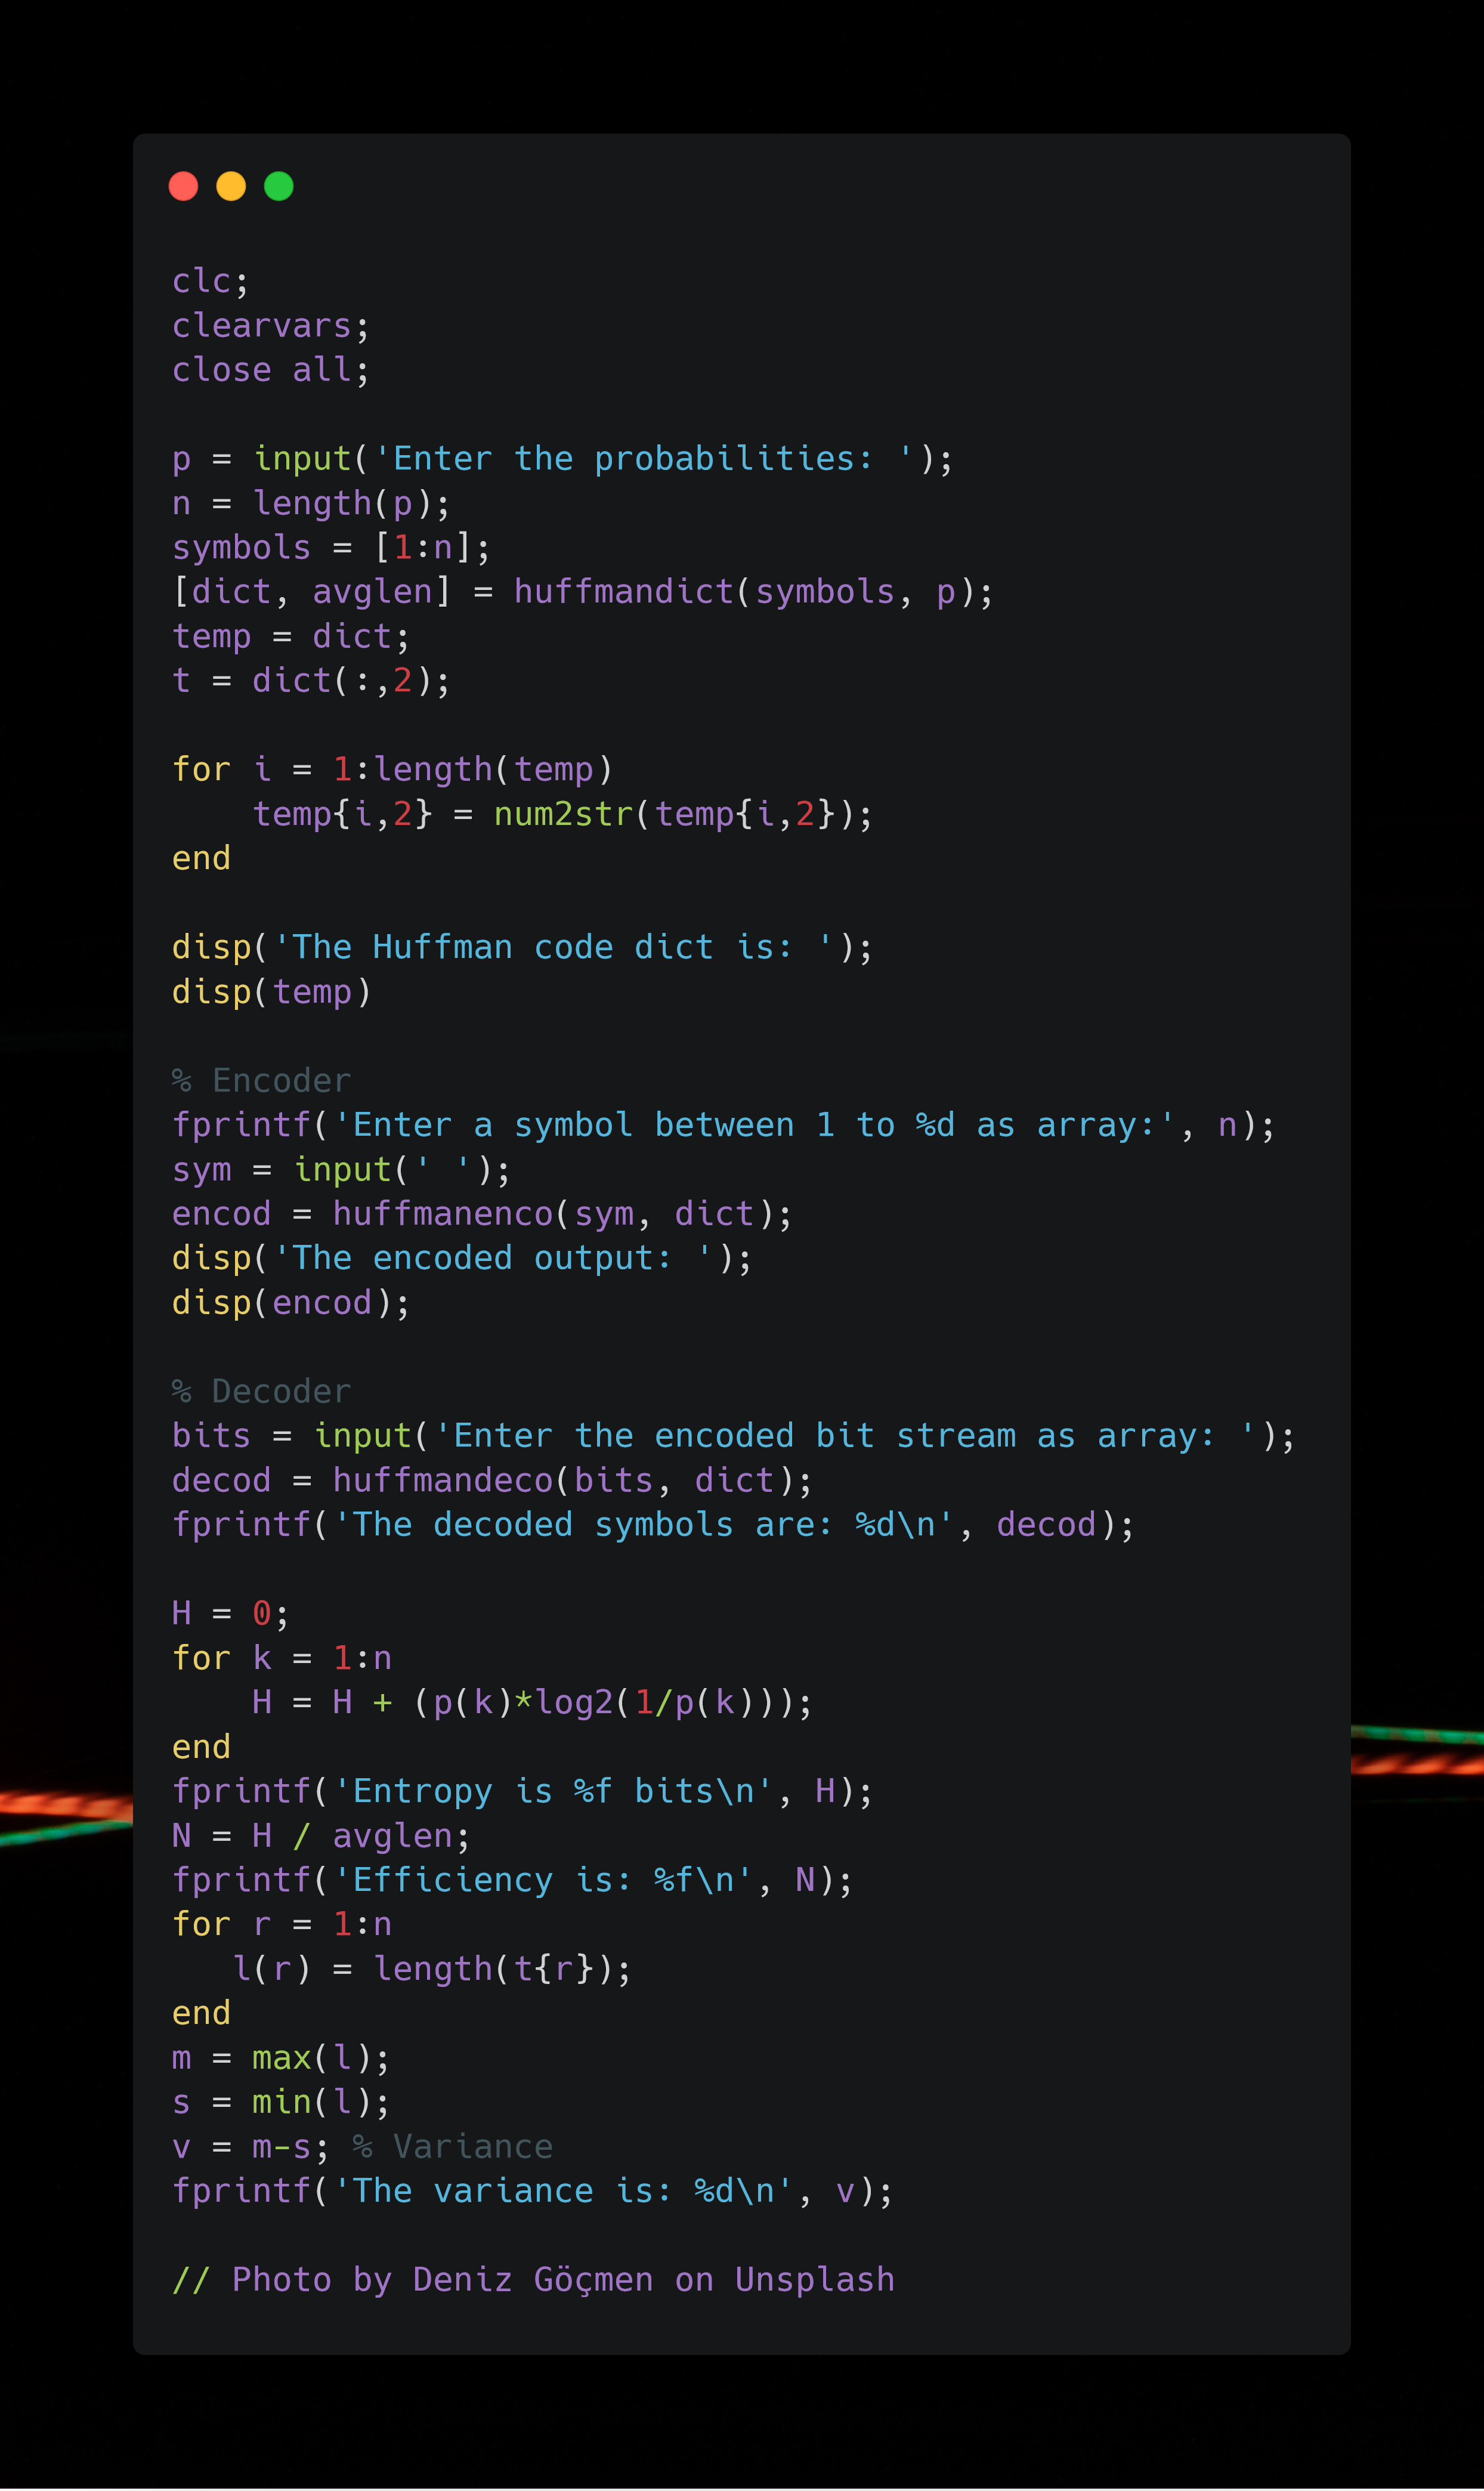 clc;
clearvars;
close all;
p = input('Enter the probabilities: ');
n = length(p);
symbols = [1:n];
[dict, avglen] = huffmandict(symbols, p);
temp = dict;
t = dict(:,2);
for i = 1:length(temp)
    temp{i,2} = num2str(temp{i,2});
end
disp('The Huffman code dict is: ');
disp(temp)
% Encoder
fprintf('Enter a symbol between 1 to %d as array:', n);
sym = input(' ');
encod = huffmanenco(sym, dict);
disp('The encoded output: ');
disp(encod);
% Decoder
bits = input('Enter the encoded bit stream as array: ');
decod = huffmandeco(bits, dict);
fprintf('The decoded symbols are: %d\n', decod);
H = 0;
for k = 1:n
    H = H + (p(k)*log2(1/p(k)));
end
fprintf('Entropy is %f bits\n', H);
N = H / avglen;
fprintf('Efficiency is: %f\n', N);
for r = 1:n
   l(r) = length(t{r});
end
m = max(l);
s = min(l);
v = m-s; % Variance
fprintf('The variance is: %d\n', v);
// Photo by Deniz Göçmen on Unsplash